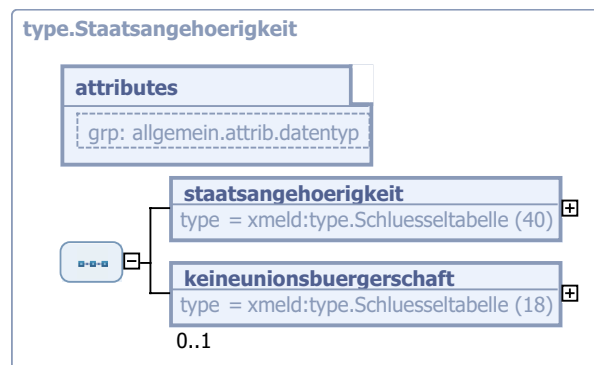 type.Staatsangehoerigkeit
attributes
grp: allgemein.attrib.datentyp
staatsangehoerigkeit
type = xmeld:type.Schluesseltabelle (40)
keineunionsbuergerschaft
type = xmeld:type.Schluesseltabelle (18)
0..1